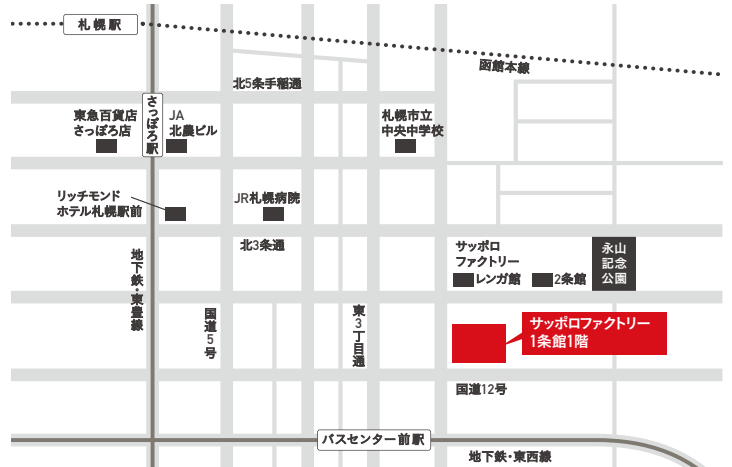 札幌駅
函館本線
北5条手稲通
東急百貨店
さっぽろ店
さっぽろ駅
JA
北農ビル
札幌市立
中央中学校
リッチモンド
ホテル札幌駅前
JR札幌病院
北3条通
サッポロ
ファクトリー
レンガ館
2条館
永山
記念
公園
地下鉄・東豊線
国道5号
東3丁目通
サッポロファクトリー
1条館1階
国道12号
バスセンター前駅
地下鉄・東西線